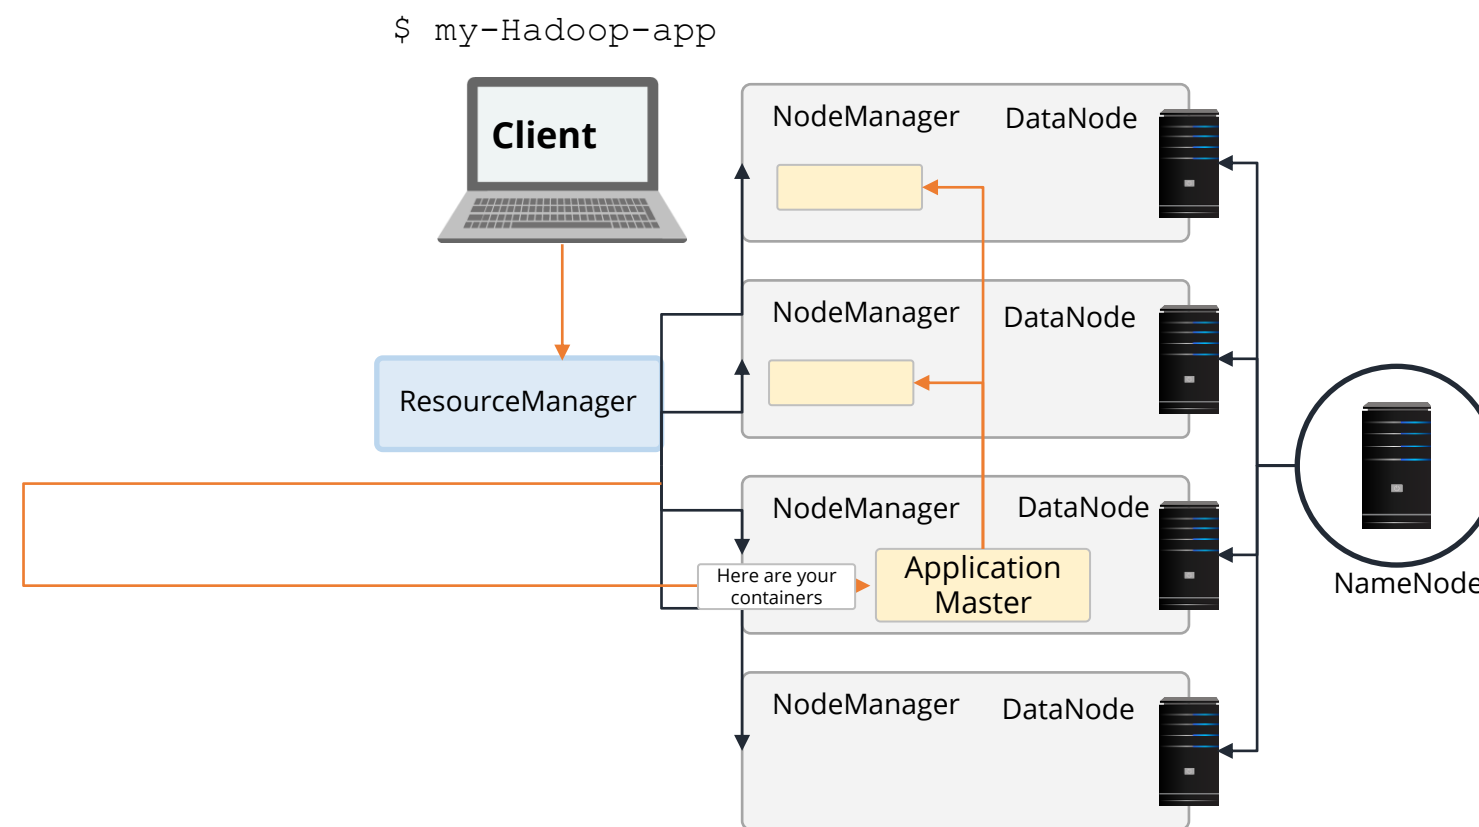 $ my-Hadoop-app
Client
NodeManager
DataNode
NodeManager
DataNode
ResourceManager
NodeManager
DataNode
Here are your
containers
Application
Master
NameNode
NodeManager
DataNode